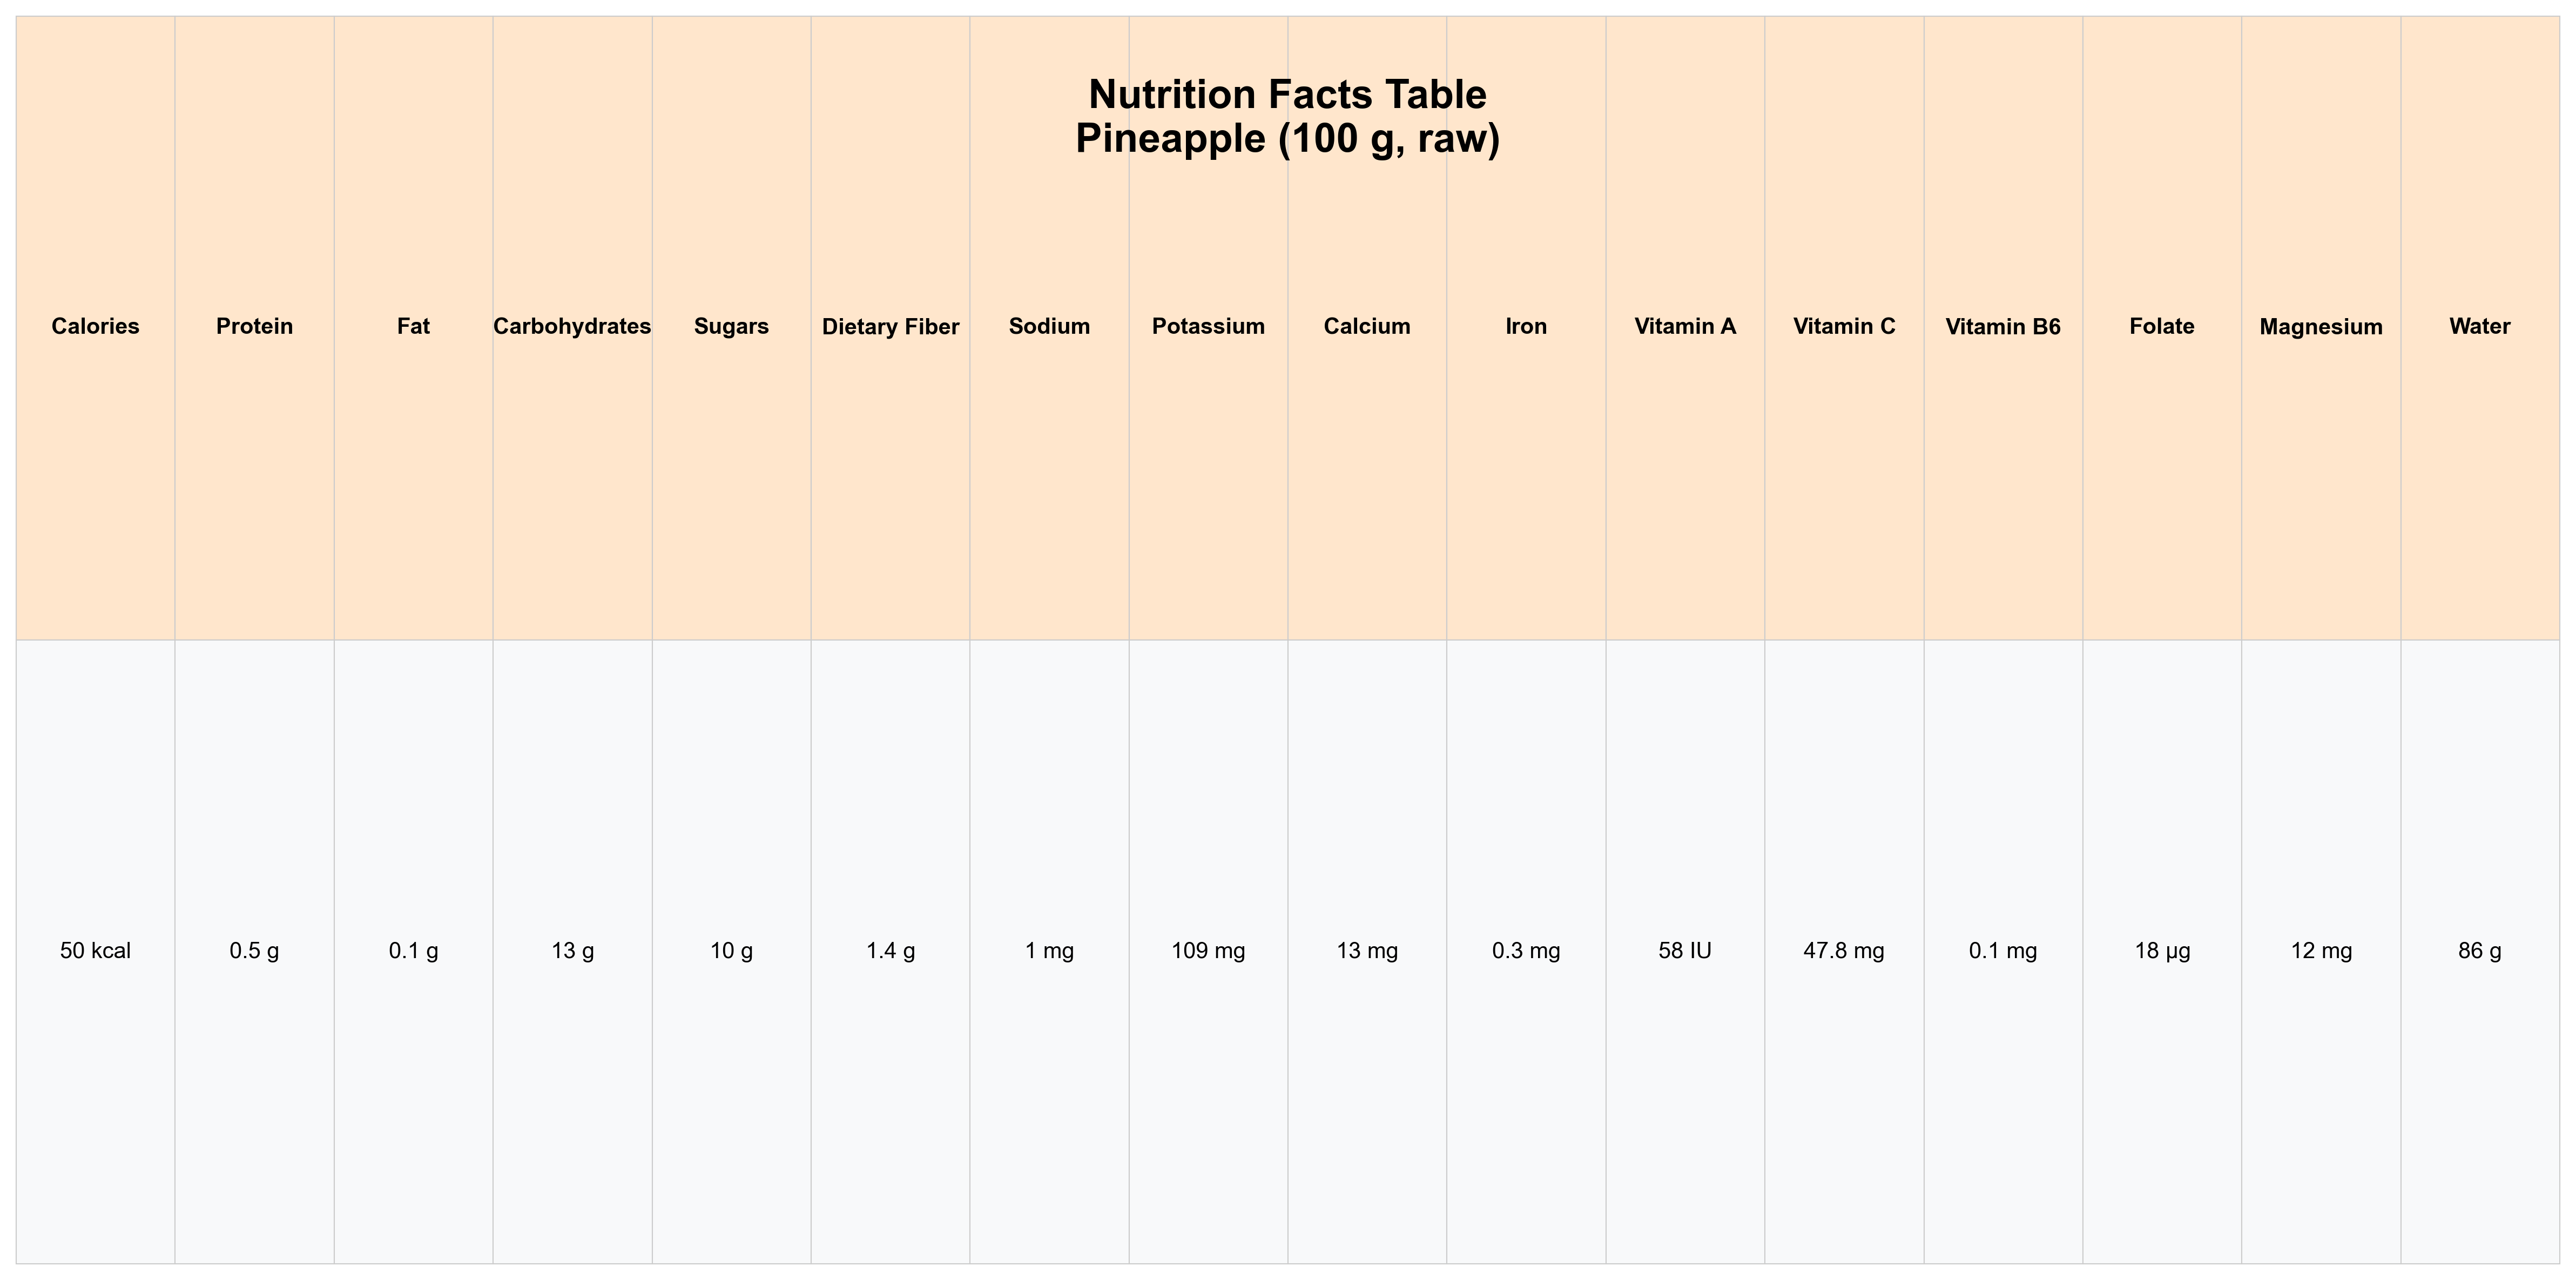 Nutrition Facts Table
Pineapple (100 g, raw)
Calories Protein Fat Carbohydrates Sugars Dietary Fiber Sodium Potassium Calcium Iron Vitamin A Vitamin C Vitamin B6 Folate Magnesium Water
50 kcal 0.5 g 0.1 g 13 g 10 g 1.4 g 1 mg 109 mg 13 mg 0.3 mg 58 IU 47.8 mg 0.1 mg 18 µg 12 mg 86 g